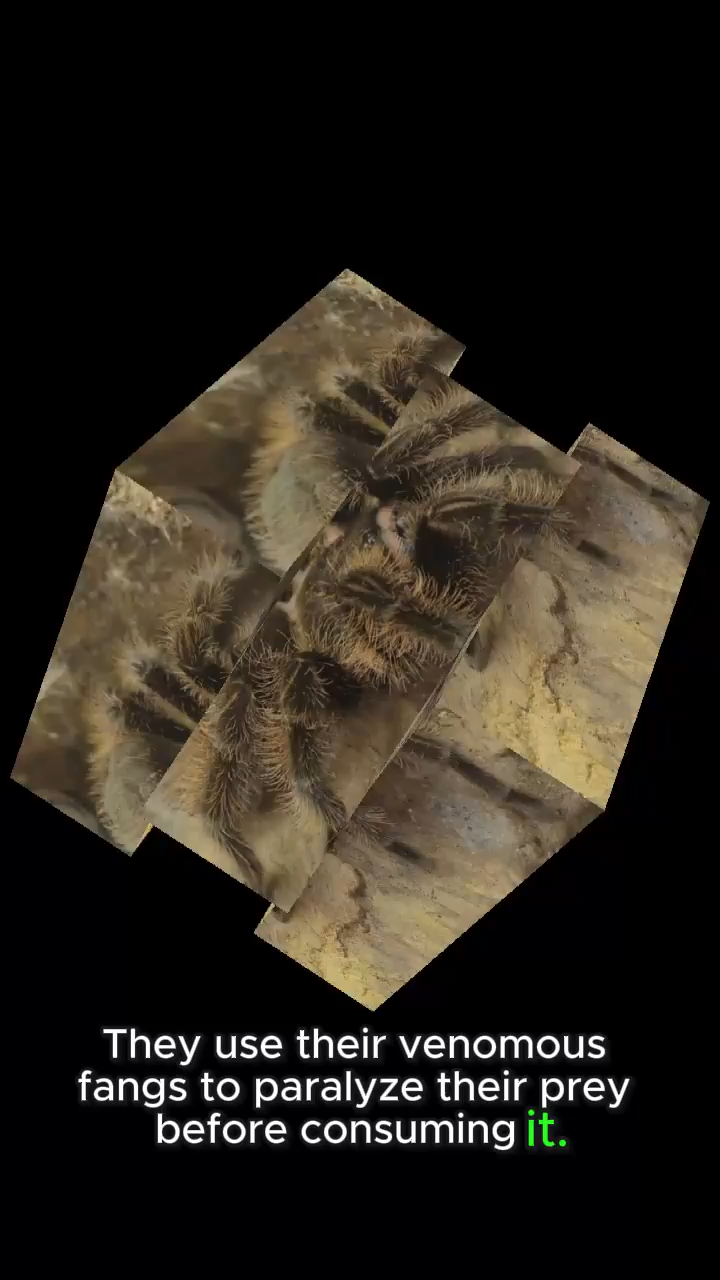 They use their venomous
fangs to paralyze their prey
before consuming it.